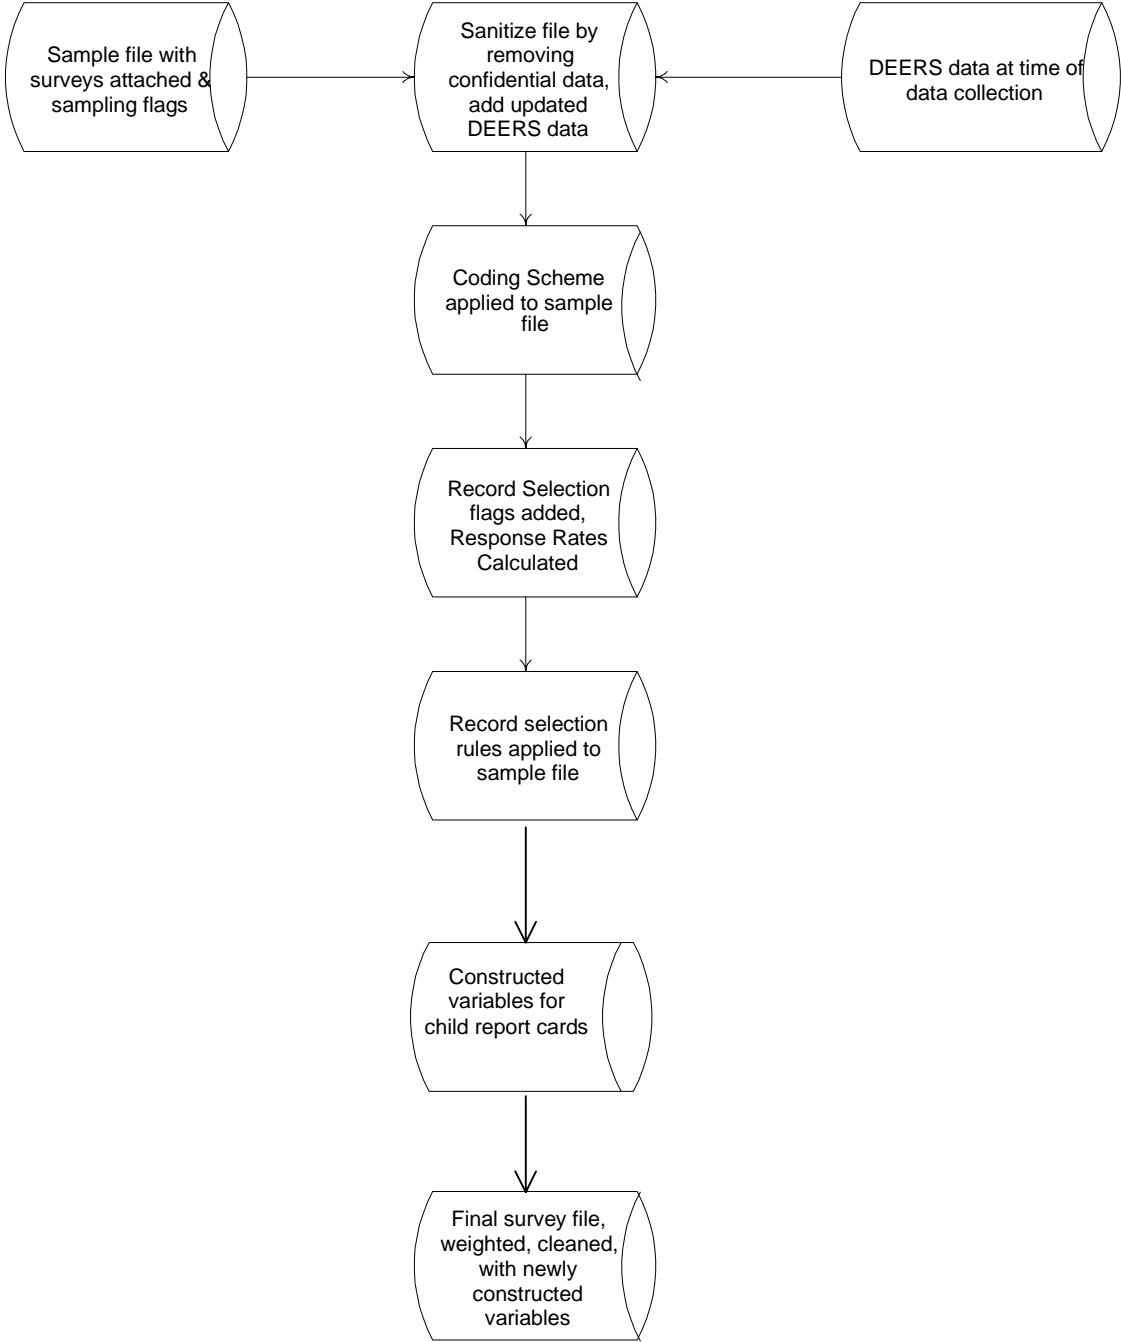 Sample file with
surveys attached &
sampling flags
Sanitize file by
removing
confidential data,
add updated
DEERS data
DEERS data at time of
data collection
Coding Scheme
applied to sample
file
Record Selection
flags added,
Response Rates
Calculated
Record selection
rules applied to
sample file
Constructed
variables for
child report cards
Final survey file,
weighted, cleaned,
with newly
constructed
variables